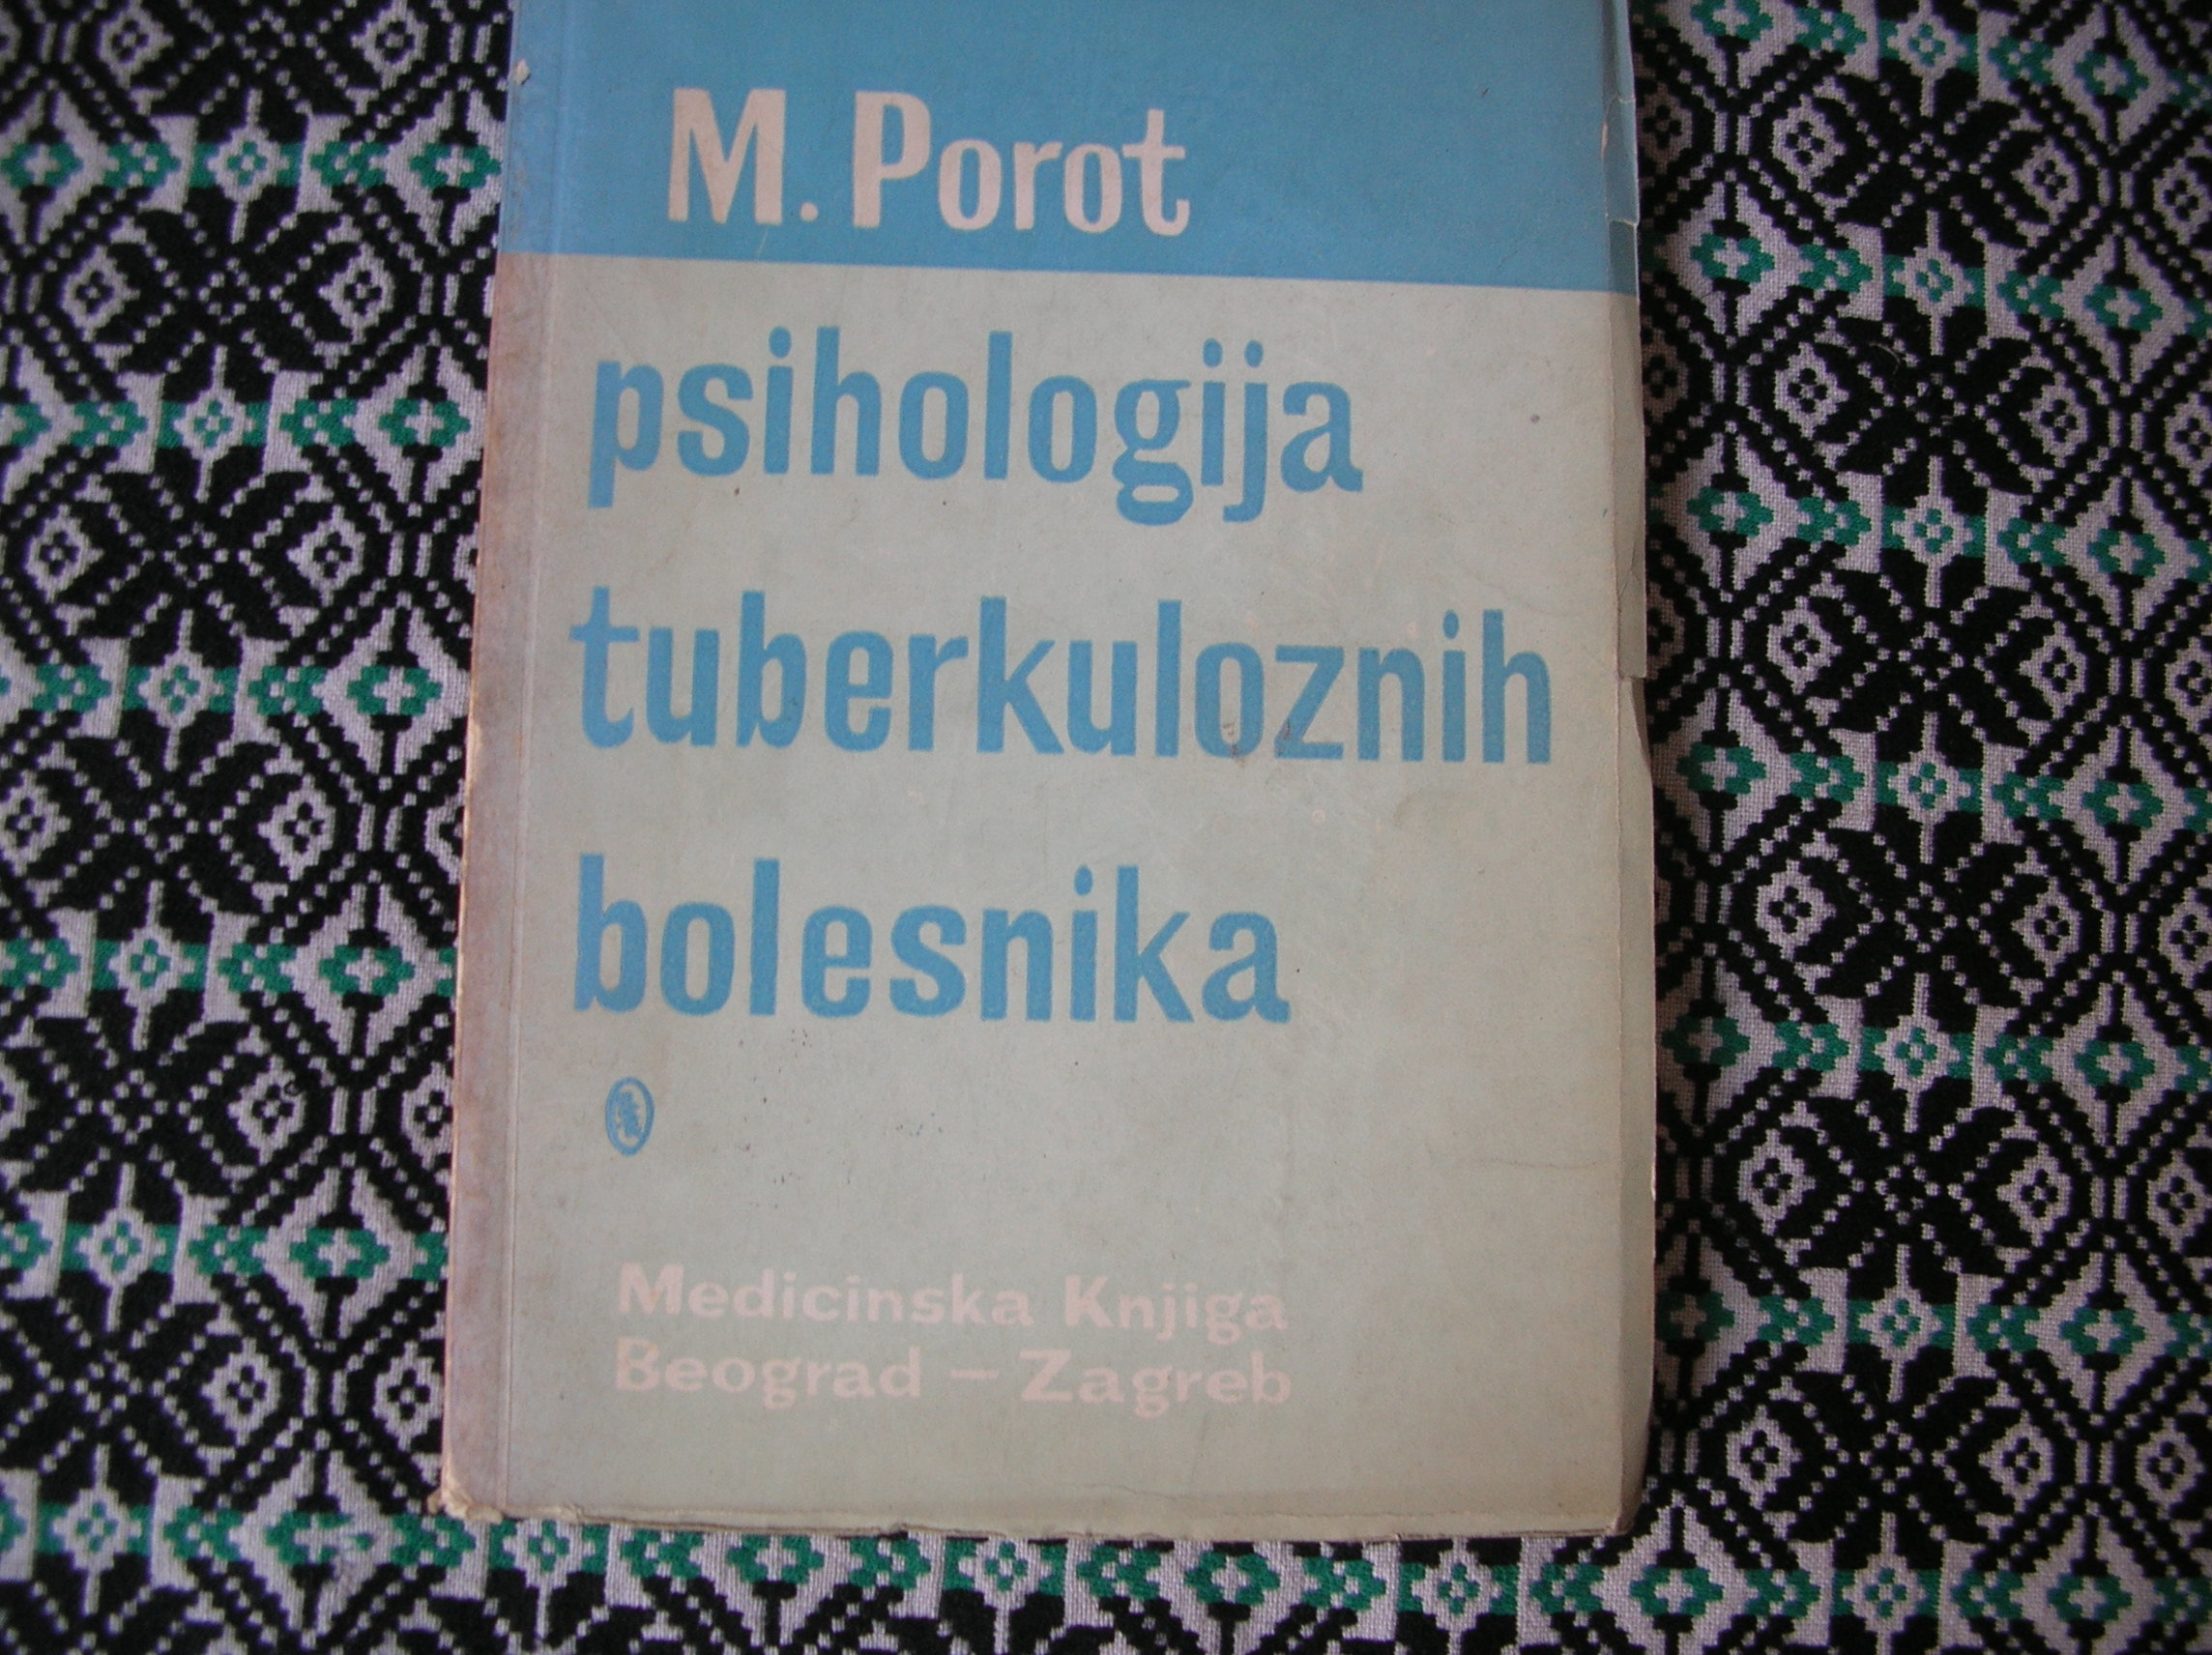 M. Porot
psihologija
tuberkuloznih
bolesnika
Medicinska Knjiga
Beograd – Zagreb